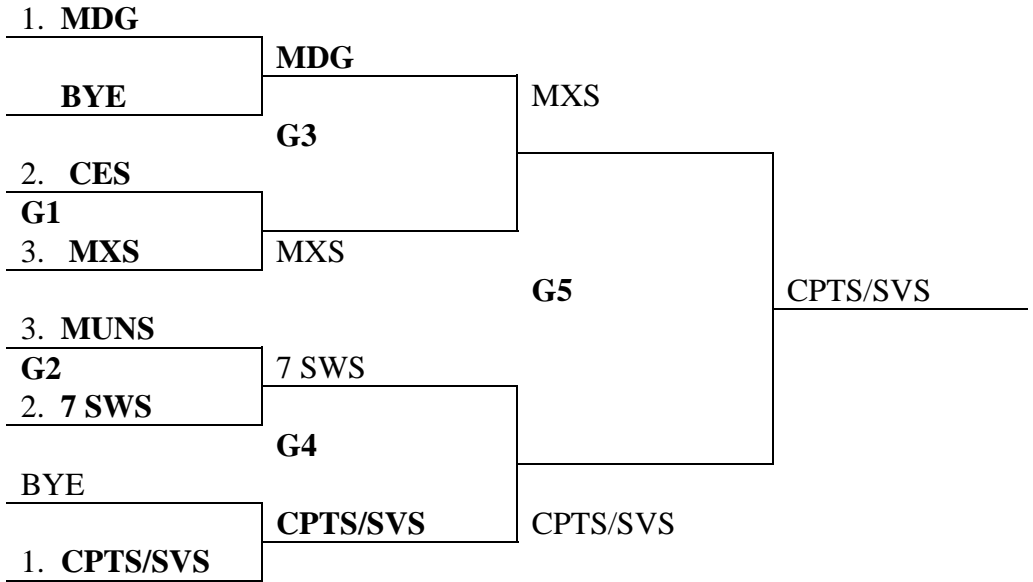 1. MDG
MDG
BYE
MXS
G3
2. CES
G1
3. MXS
MXS
G5
CPTS/SVS
3. MUNS
G2
7 SWS
2. 7 SWS
G4
BYE
CPTS/SVS
CPTS/SVS
1. CPTS/SVS